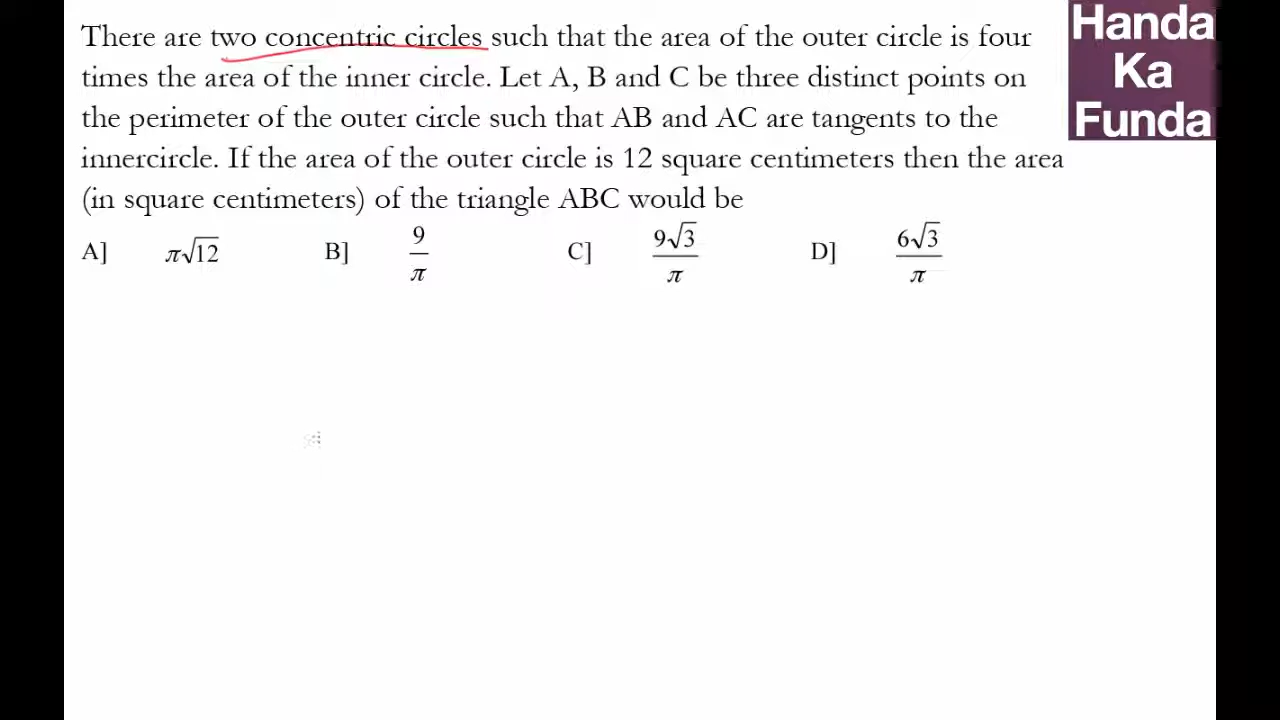 There are two concentric circles such that the area of the outer circle is four
times the area of the inner circle. Let A, B and C be three distinct points on
the perimeter of the outer circle such that AB and AC are tangents to the
innercircle. If the area of the outer circle is 12 square centimeters then the area
(in square centimeters) of the triangle ABC would be
A] π√12 B] 9/π C] 9√3/π D] 6√3/π
Handa
Ka
Funda